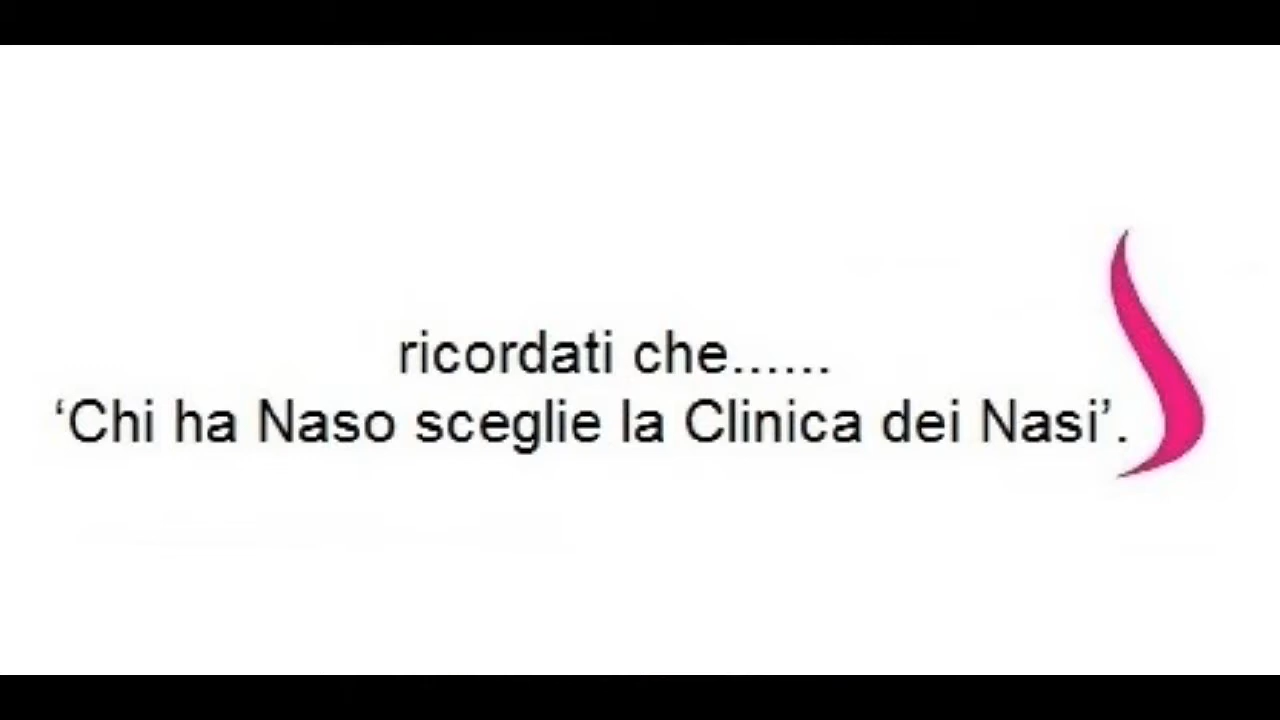 ricordati che......
‘Chi ha Naso sceglie la Clinica dei Nasi’.